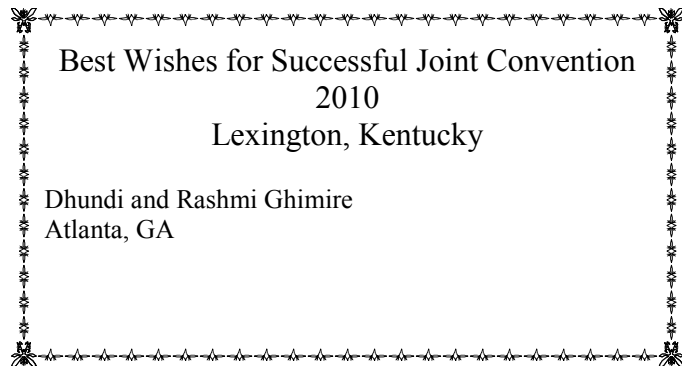 Best Wishes for Successful Joint Convention
2010
Lexington, Kentucky
Dhundi and Rashmi Ghimire
Atlanta, GA